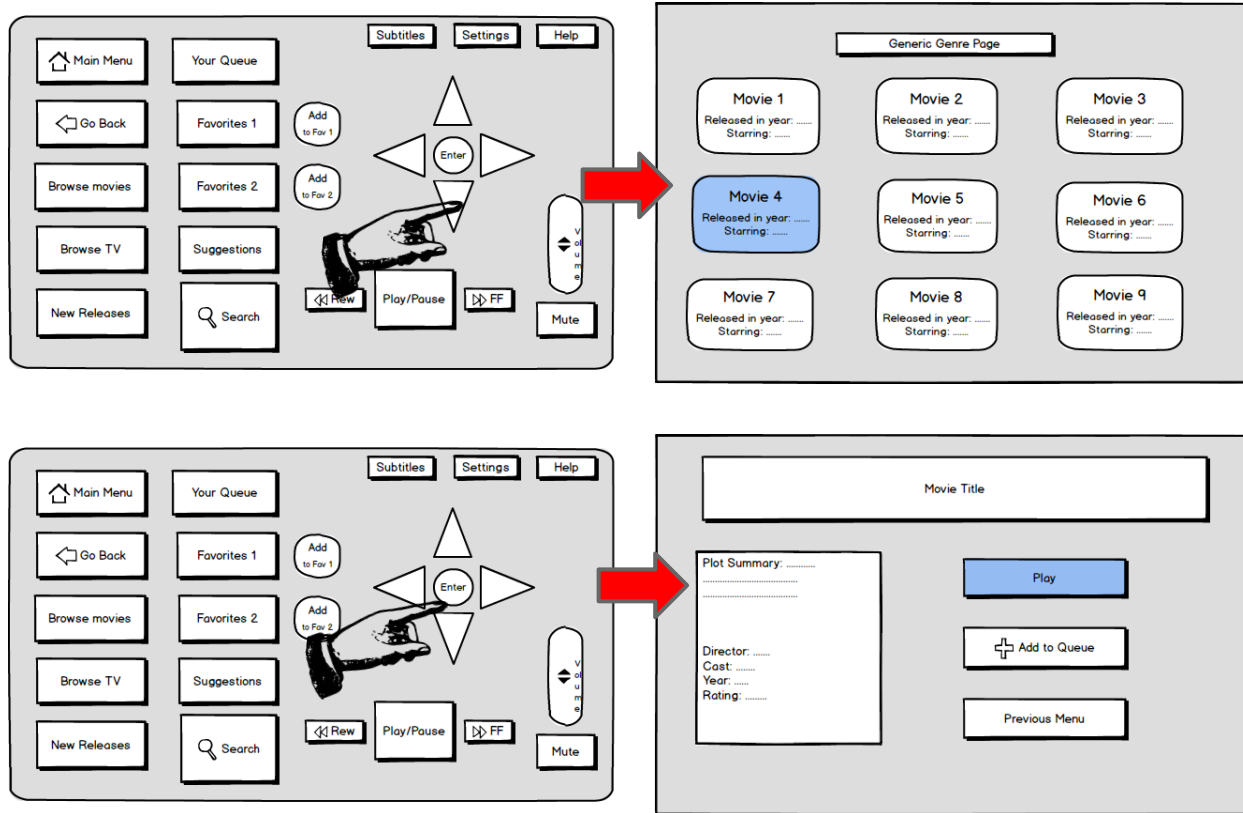 Subtitles
Settings
Help
Main Menu
Your Queue
Go Back
Favorites 1
Add
to Fav 1
Enter
Browse movies
Favorites 2
Add
to Fav 2
Browse TV
Suggestions
Volume
New Releases
Search
Rew
Play/Pause
FF
Mute
Generic Genre Page
Movie 1
Released in year: ......
Starring: ......
Movie 2
Released in year: ......
Starring: ......
Movie 3
Released in year: ......
Starring: ......
Movie 4
Released in year: ......
Starring: ......
Movie 5
Released in year: ......
Starring: ......
Movie 6
Released in year: ......
Starring: ......
Movie 7
Released in year: ......
Starring: ......
Movie 8
Released in year: ......
Starring: ......
Movie 9
Released in year: ......
Starring: ......
Subtitles
Settings
Help
Main Menu
Your Queue
Go Back
Favorites 1
Add
to Fav 1
Enter
Browse movies
Favorites 2
Add
to Fav 2
Browse TV
Suggestions
Volume
New Releases
Search
Rew
Play/Pause
FF
Mute
Movie Title
Plot Summary: ............
......................................
......................................
Director: .......
Cast: ........
Year: ......
Rating: .........
Play
Add to Queue
Previous Menu